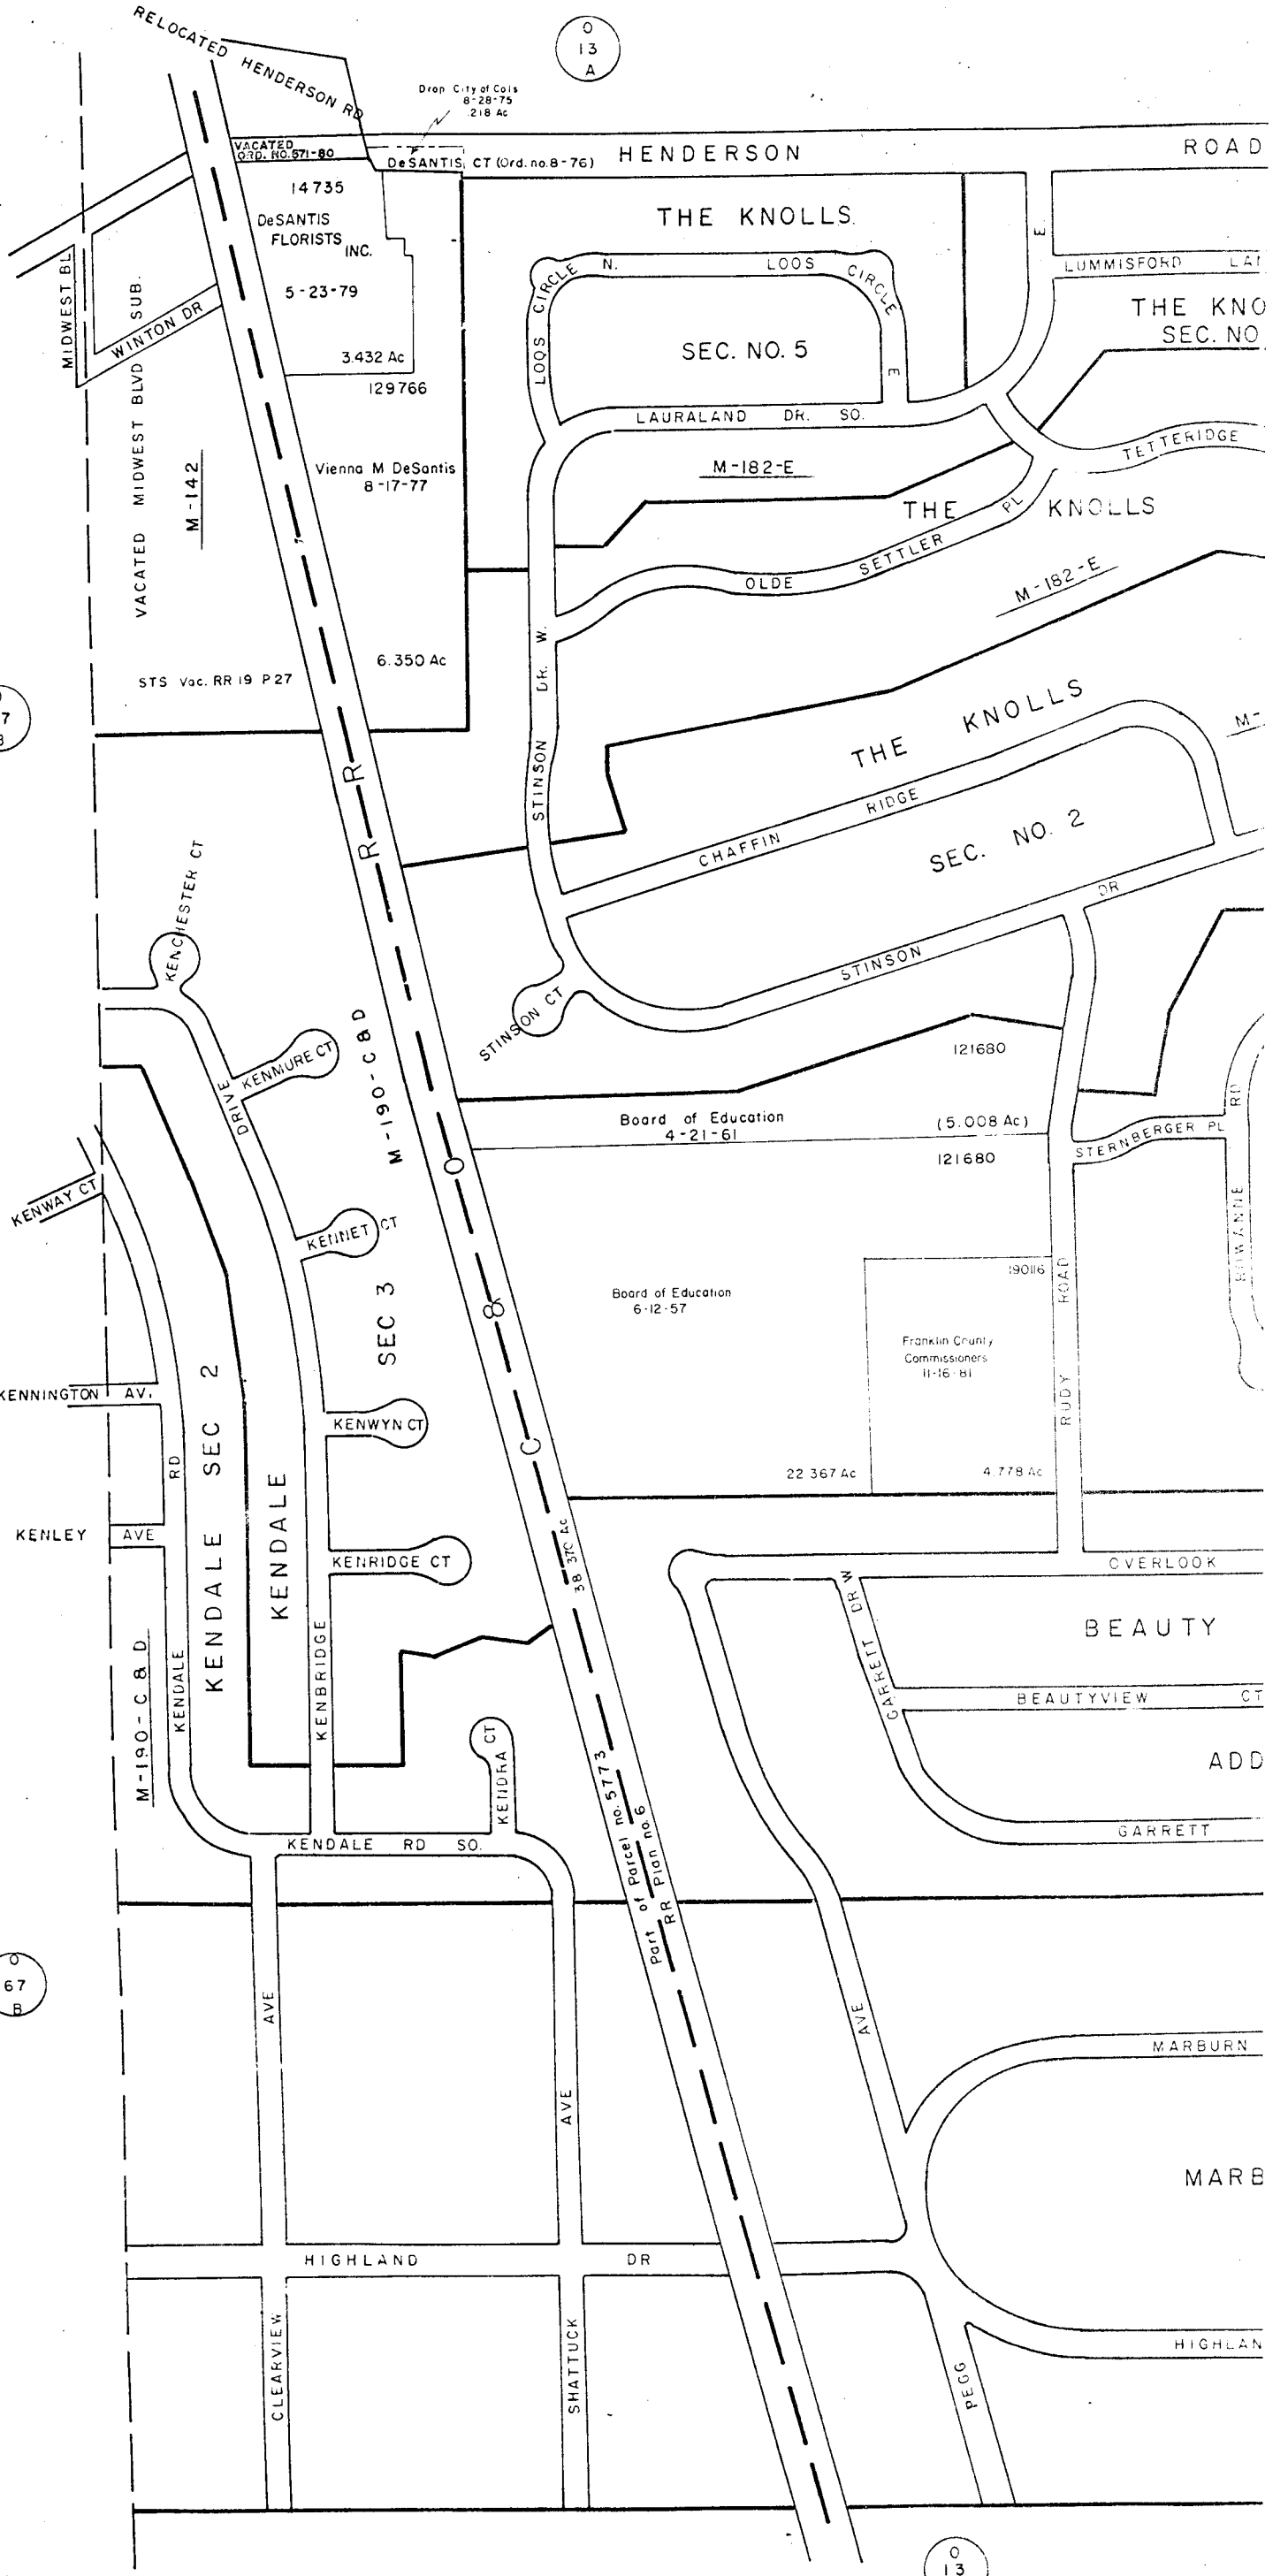 O
13
A
RELOCATED HENDERSON RD
Drop City of Cols
8-28-75
.218 Ac
VACATED
ORD. NO. 571-80
DeSANTIS CT (Ord. no. 8-76)
HENDERSON ROAD
14735
DeSANTIS
FLORISTS
INC.
5-23-79
3.432 Ac
129766
Vienna M DeSantis
8-17-77
6.350 Ac
MIDWEST BL
WINTON DR
VACATED MIDWEST BLVD SUB.
M-142
STS Vac. RR 19 P 27
THE KNOLLS
LOOS CIRCLE N.
LOOS CIRCLE E
SEC. NO. 5
LAURALAND DR. SO.
E.
LUMMISFORD LAN
THE KNO
SEC. NO
M-182-E
TETTERIDGE
THE KNOLLS
OLDE SETTLER PL
M-182-E
STINSON DR. W.
7
B
THE KNOLLS
M-
CHAFFIN RIDGE
SEC. NO. 2
STINSON DR
STINSON CT
R
R
O
&
C
KENCHESTER CT
KENMURE CT
DRIVE
M-190-C & D
121680
Board of Education
4-21-61
(5.008 Ac)
121680
STERNBERGER PL
ROWANNE RD
KENWAY CT
KENNET CT
SEC 3
Board of Education
6-12-57
190116
Franklin County
Commissioners
11-16-81
RUDY ROAD
22.367 Ac
4.778 Ac
KENNINGTON AV.
KENWYN CT
KENDALE SEC 2
KENDALE
RD
KENLEY AVE
KENRIDGE CT
38.370 Ac
OVERLOOK
GARRETT DR W
BEAUTY
BEAUTYVIEW CT
ADD
GARRETT
M-190-C & D
KENDALE
KENBRIDGE
KENDRA CT
KENDALE RD SO.
Part of Parcel no. 5773
RR Plan no. 6
O
67
B
AVE
AVE
AVE
MARBURN
MARB
HIGHLAND DR
HIGHLAN
CLEARVIEW
SHATTUCK
PEGG
O
13